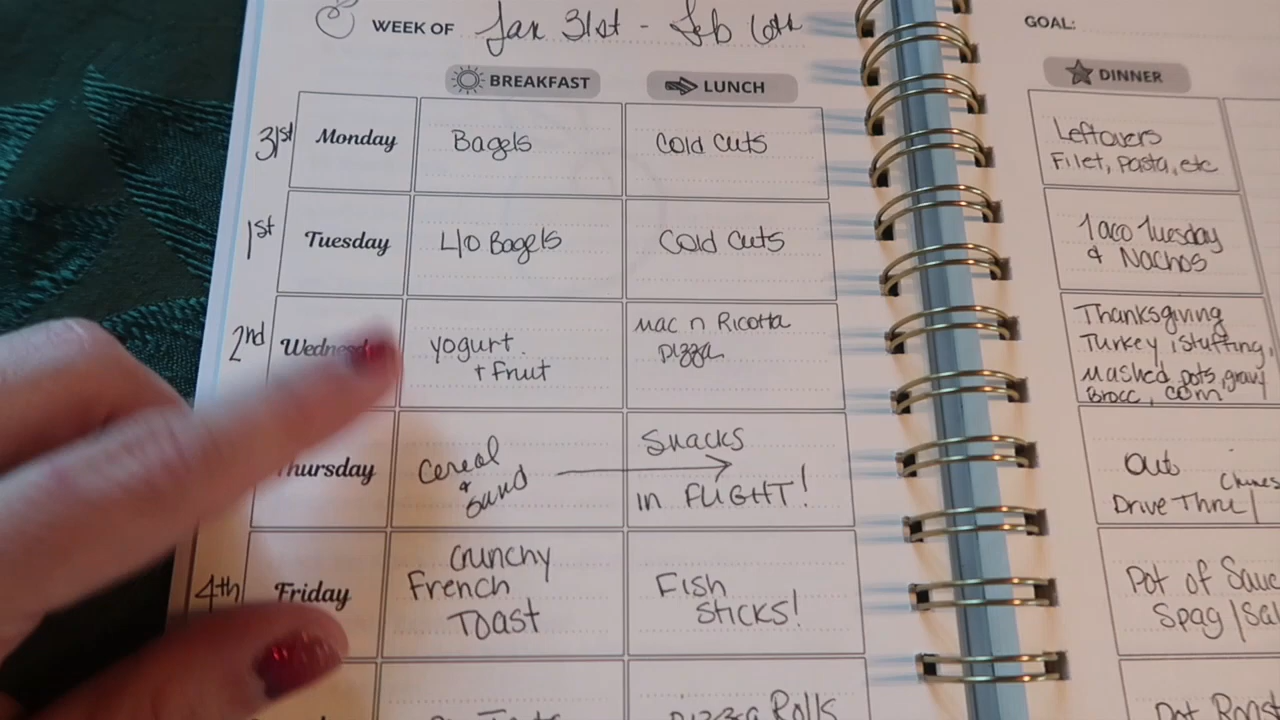 WEEK OF Jan 31st - Feb 6th
GOAL:
BREAKFAST LUNCH DINNER
31st Monday
Bagels
Cold Cuts
Leftovers
Filet, Pasta, etc
1st Tuesday
L/O Bagels
Cold Cuts
Taco Tuesday
& Nachos
2nd
Yogurt
+ Fruit
Mac n Ricotta
Pizza
Thanksgiving
Turkey, stuffing,
Mashed pots, gravy
Brocc, corn
Cereal
&
Sand
Snacks
IN FLIGHT!
Out
Drive Thru/
4th Friday
Crunchy
French
Toast
Fish
Sticks!
Pot of
Spag/
Pizza Rolls
Pot Roast